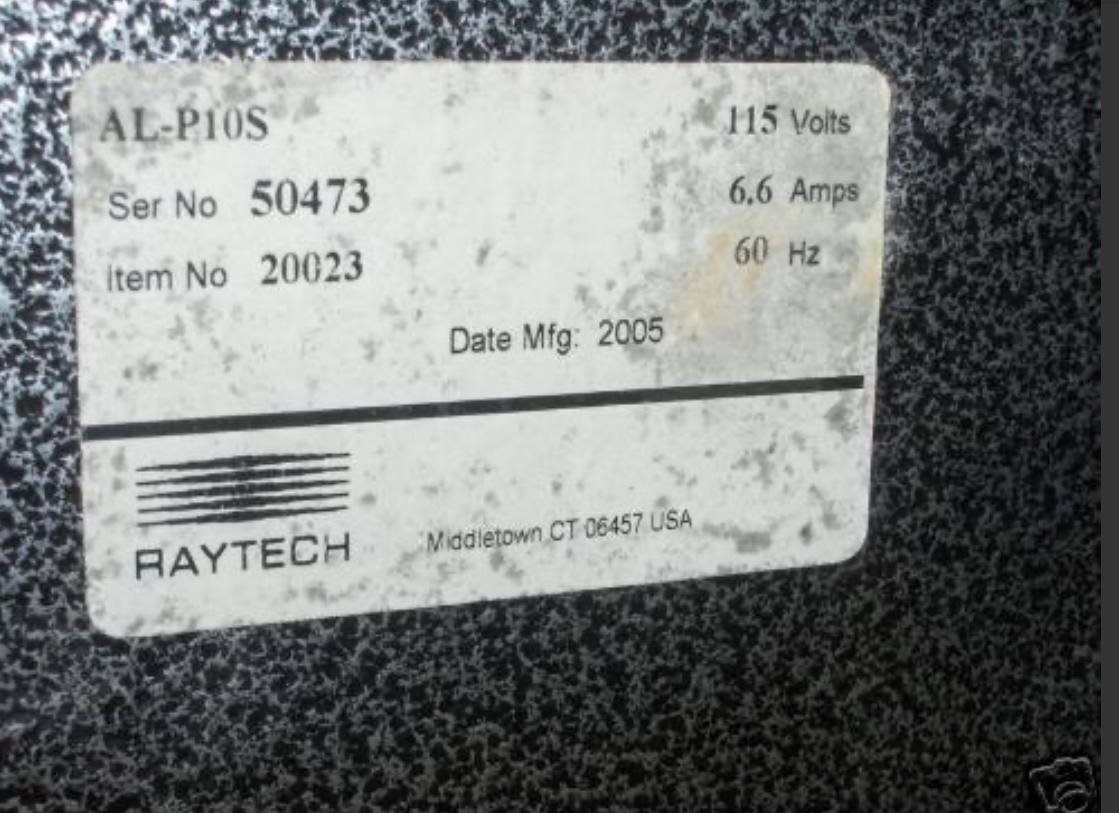 AL-P10S
115 Volts
Ser No 50473
6.6 Amps
Item No 20023
60 Hz
Date Mfg: 2005
RAYTECH
Middletown CT 06457 USA